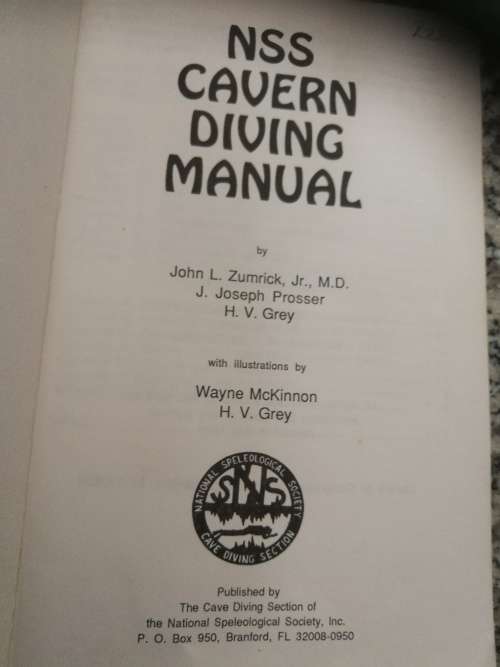 NSS
CAVERN
DIVING
MANUAL
by
John L. Zumrick, Jr., M.D.
J. Joseph Prosser
H. V. Grey
with illustrations by
Wayne McKinnon
H. V. Grey
NATIONAL SPELEOLOGICAL SOCIETY
NSS
CAVE DIVING SECTION
Published by
The Cave Diving Section of
the National Speleological Society, Inc.
P. O. Box 950, Branford, FL 32008-0950